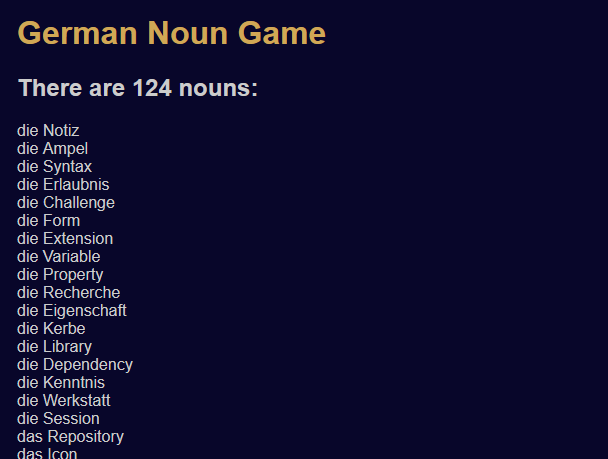 German Noun Game
There are 124 nouns:
die Notiz
die Ampel
die Syntax
die Erlaubnis
die Challenge
die Form
die Extension
die Variable
die Property
die Recherche
die Eigenschaft
die Kerbe
die Library
die Dependency
die Kenntnis
die Werkstatt
die Session
das Repository
das Icon